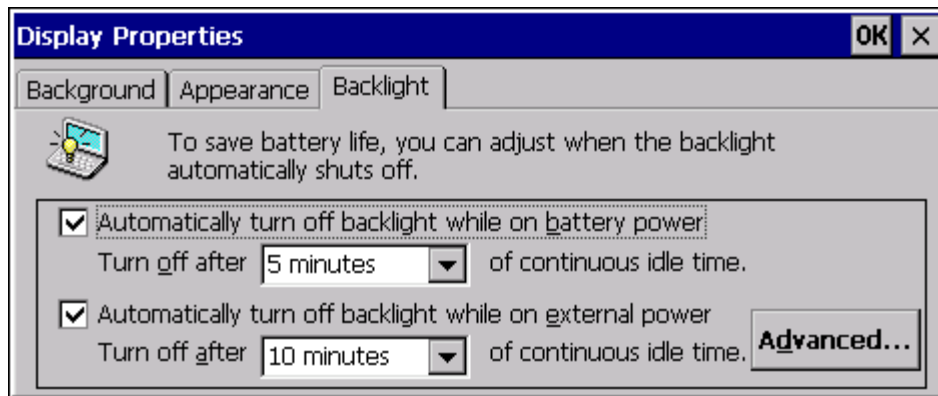 Display Properties OK ×
Background Appearance Backlight
To save battery life, you can adjust when the backlight
automatically shuts off.
Automatically turn off backlight while on battery power
Turn off after 5 minutes of continuous idle time.
Automatically turn off backlight while on external power
Turn off after 10 minutes of continuous idle time. Advanced...